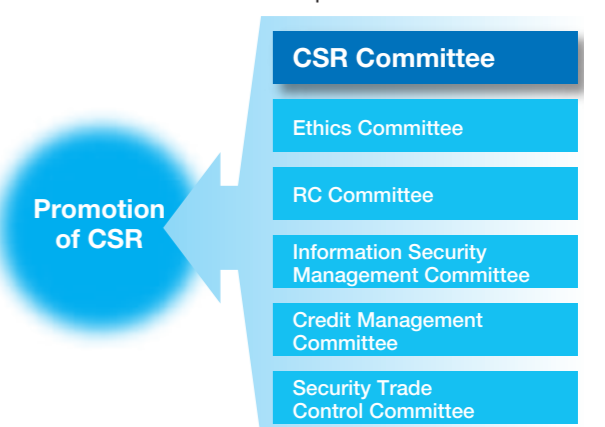 CSR Committee
Ethics Committee
RC Committee
Promotion
of CSR
Information Security
Management Committee
Credit Management
Committee
Security Trade
Control Committee